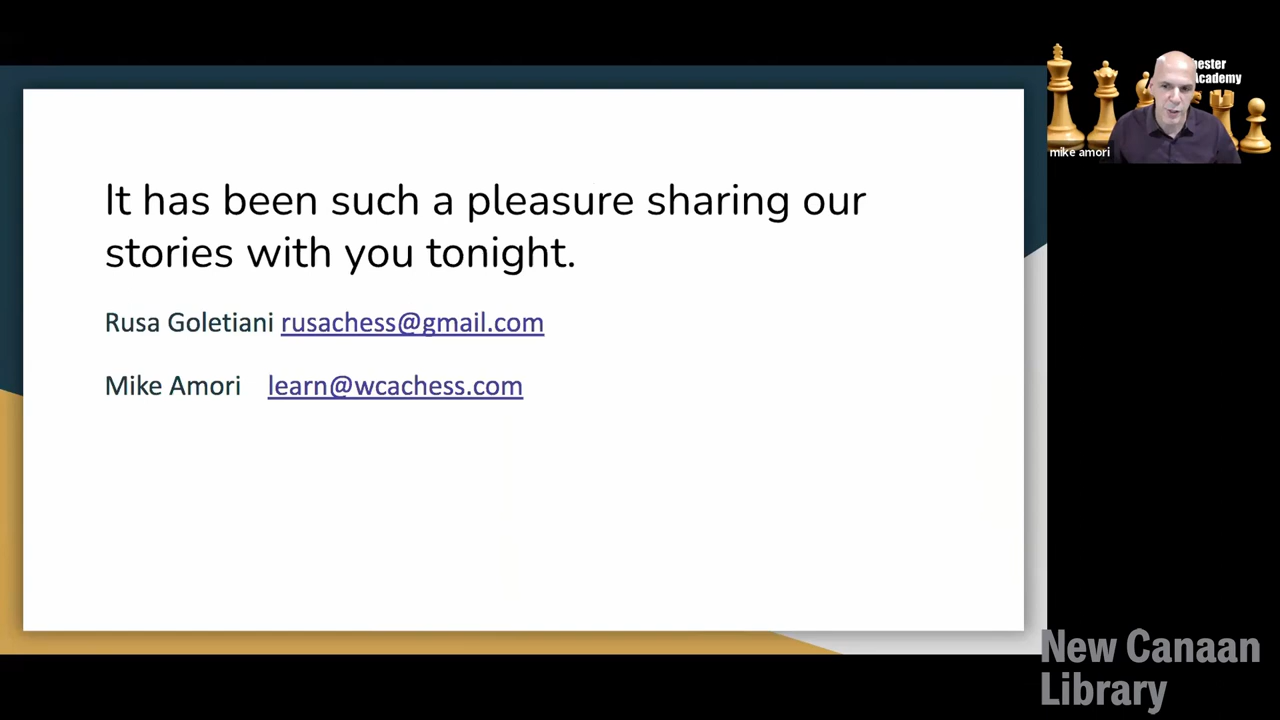 It has been such a pleasure sharing our
stories with you tonight.
Rusa Goletiani rusachess@gmail.com
Mike Amori learn@wcachess.com
Academy
mike amori
New Canaan
Library